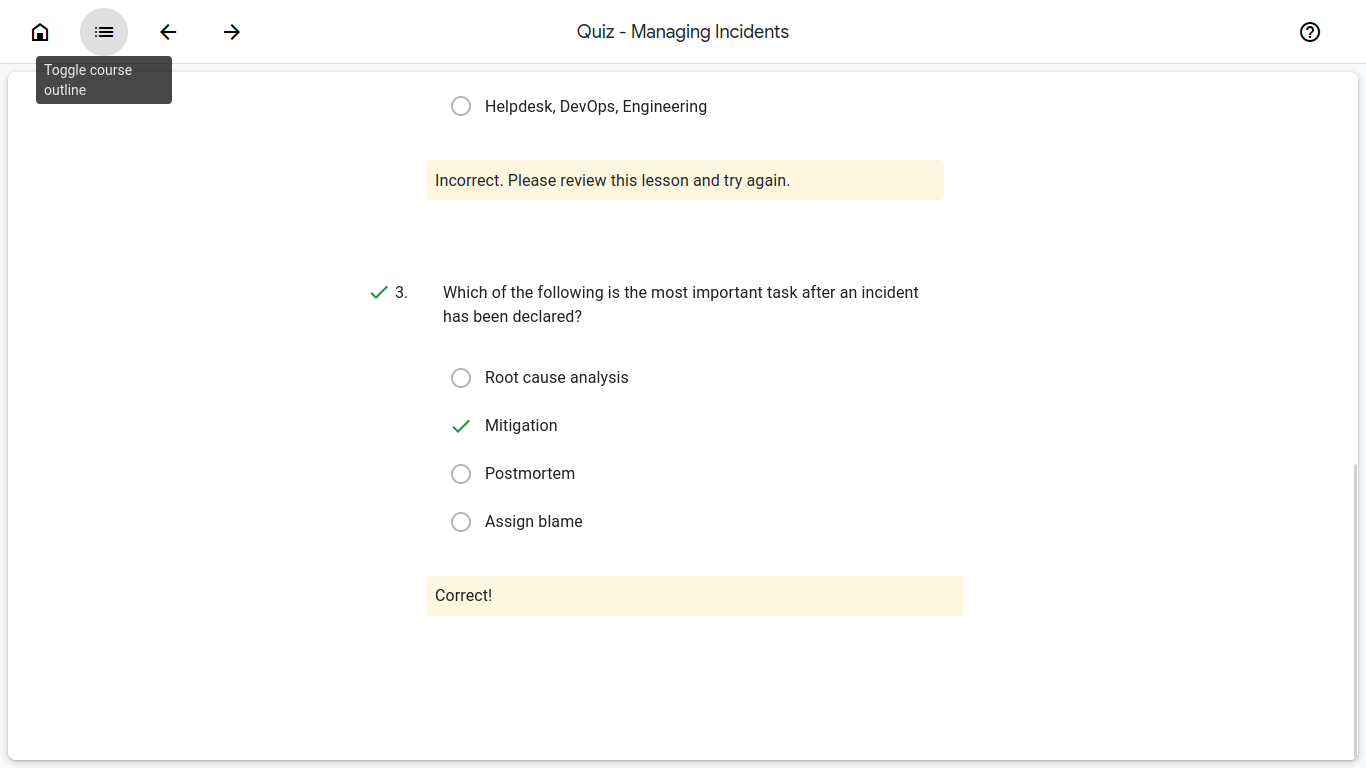 Quiz - Managing Incidents
Toggle course
outline
Helpdesk, DevOps, Engineering
Incorrect. Please review this lesson and try again.
3.
Which of the following is the most important task after an incident
has been declared?
Root cause analysis
Mitigation
Postmortem
Assign blame
Correct!